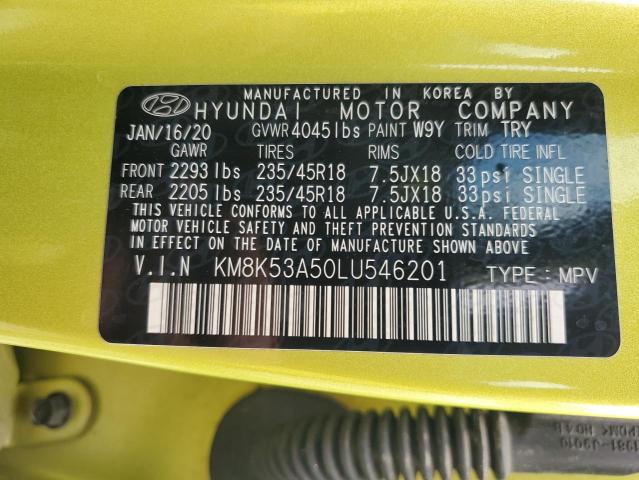 MANUFACTURED IN KOREA BY
HYUNDAI MOTOR COMPANY
JAN/16/20 GVWR 4045 lbs PAINT W9Y TRIM TRY
GAWR TIRES RIMS COLD TIRE INFL
FRONT 2293 lbs 235/45R18 7.5JX18 33 psi SINGLE
REAR 2205 lbs 235/45R18 7.5JX18 33 psi SINGLE
THIS VEHICLE CONFORMS TO ALL APPLICABLE U.S.A. FEDERAL
MOTOR VEHICLE SAFETY AND THEFT PREVENTION STANDARDS
IN EFFECT ON THE DATE OF MANUFACTURE SHOWN ABOVE.
V.I.N KM8K53A50LU546201 TYPE : MPV